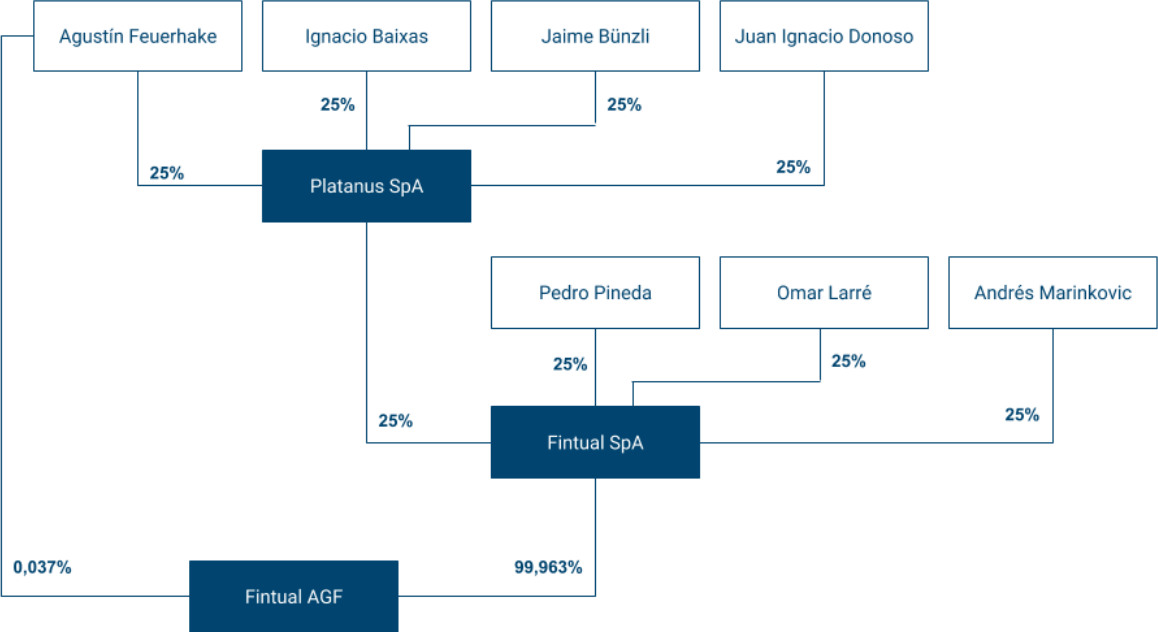 Agustín Feuerhake
Ignacio Baixas
Jaime Bünzli
Juan Ignacio Donoso
25%
25%
25%
25%
Platanus SpA
Pedro Pineda
Omar Larré
Andrés Marinkovic
25%
25%
25%
25%
Fintual SpA
0,037%
99,963%
Fintual AGF